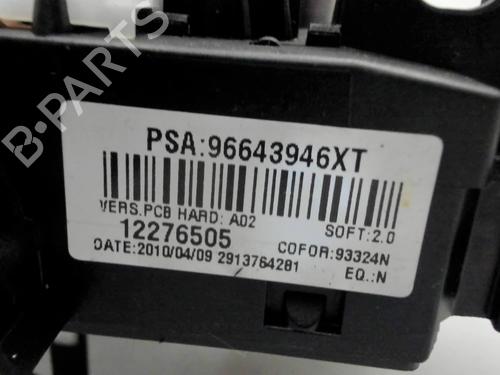 B-PARTS
PSA:96643946XT
VERS.PCB HARD: A02 SOFT:2.0
12276505 COFOR:93324N
DATE:2010/04/09 2913764281 EQ.:N